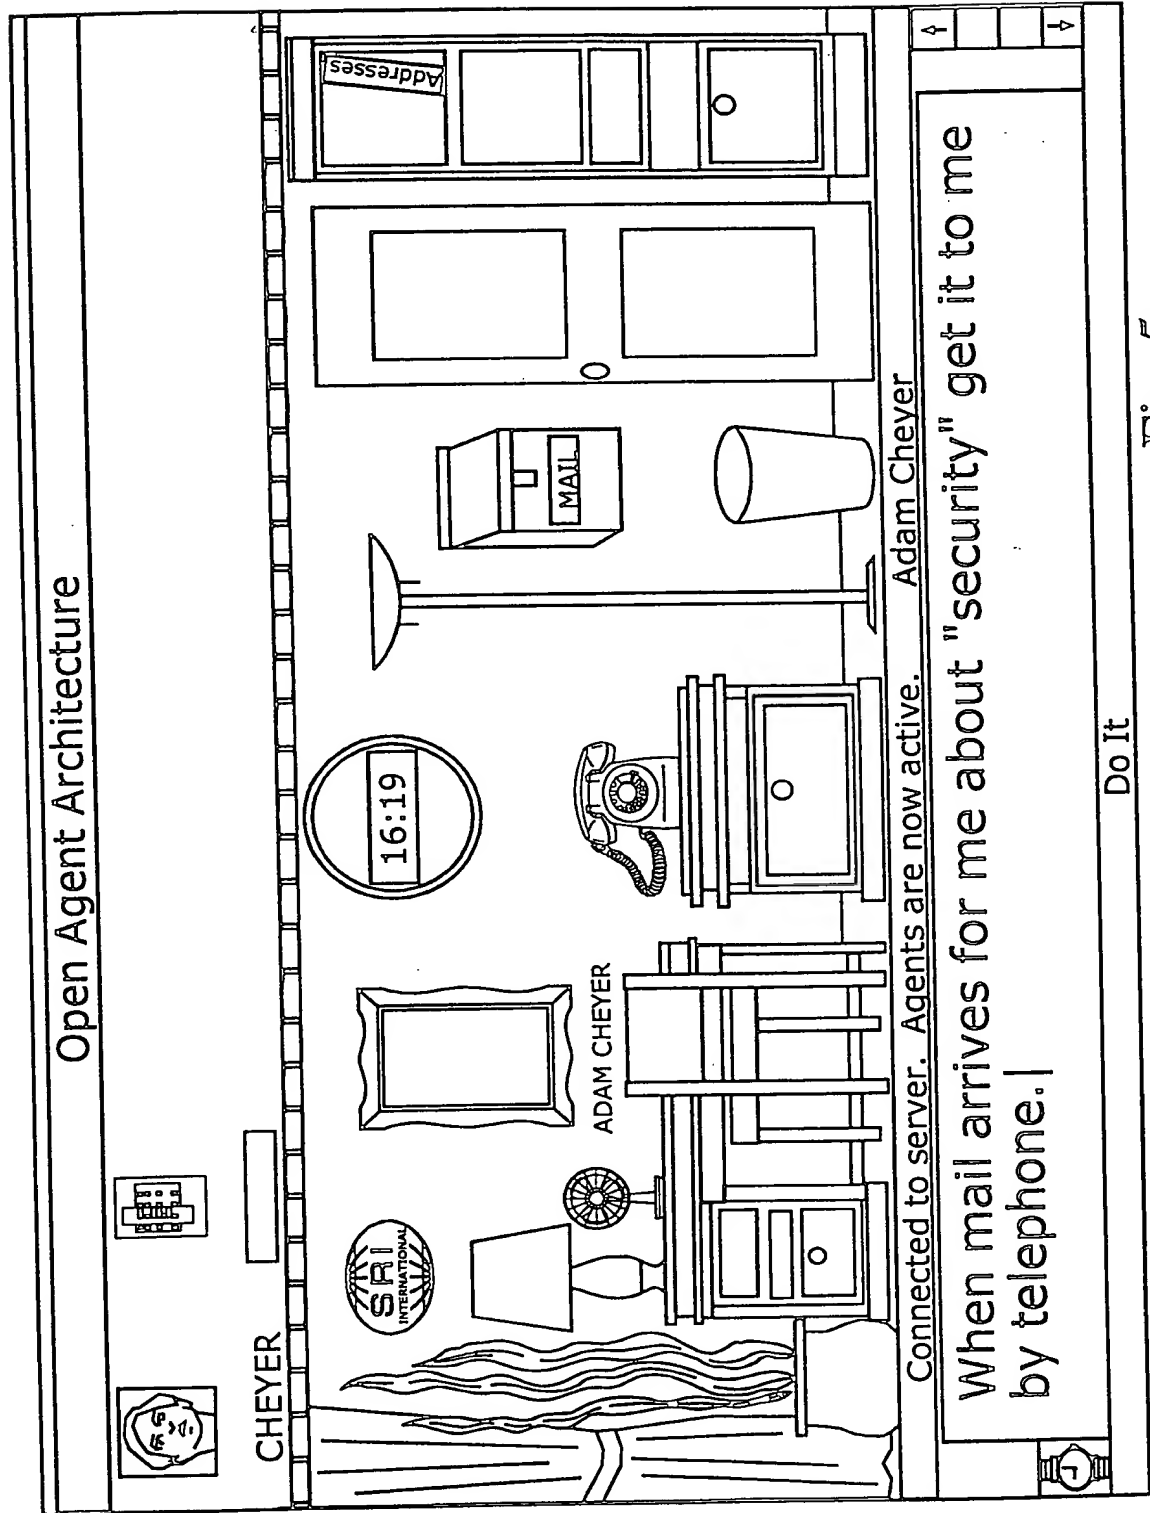 Open Agent Architecture
CHEYER
SRI
INTERNATIONAL
ADAM CHEYER
16:19
MAIL
Addresses
Connected to server. Agents are now active.
Adam Cheyer
When mail arrives for me about "security" get it to me
by telephone.
Do It